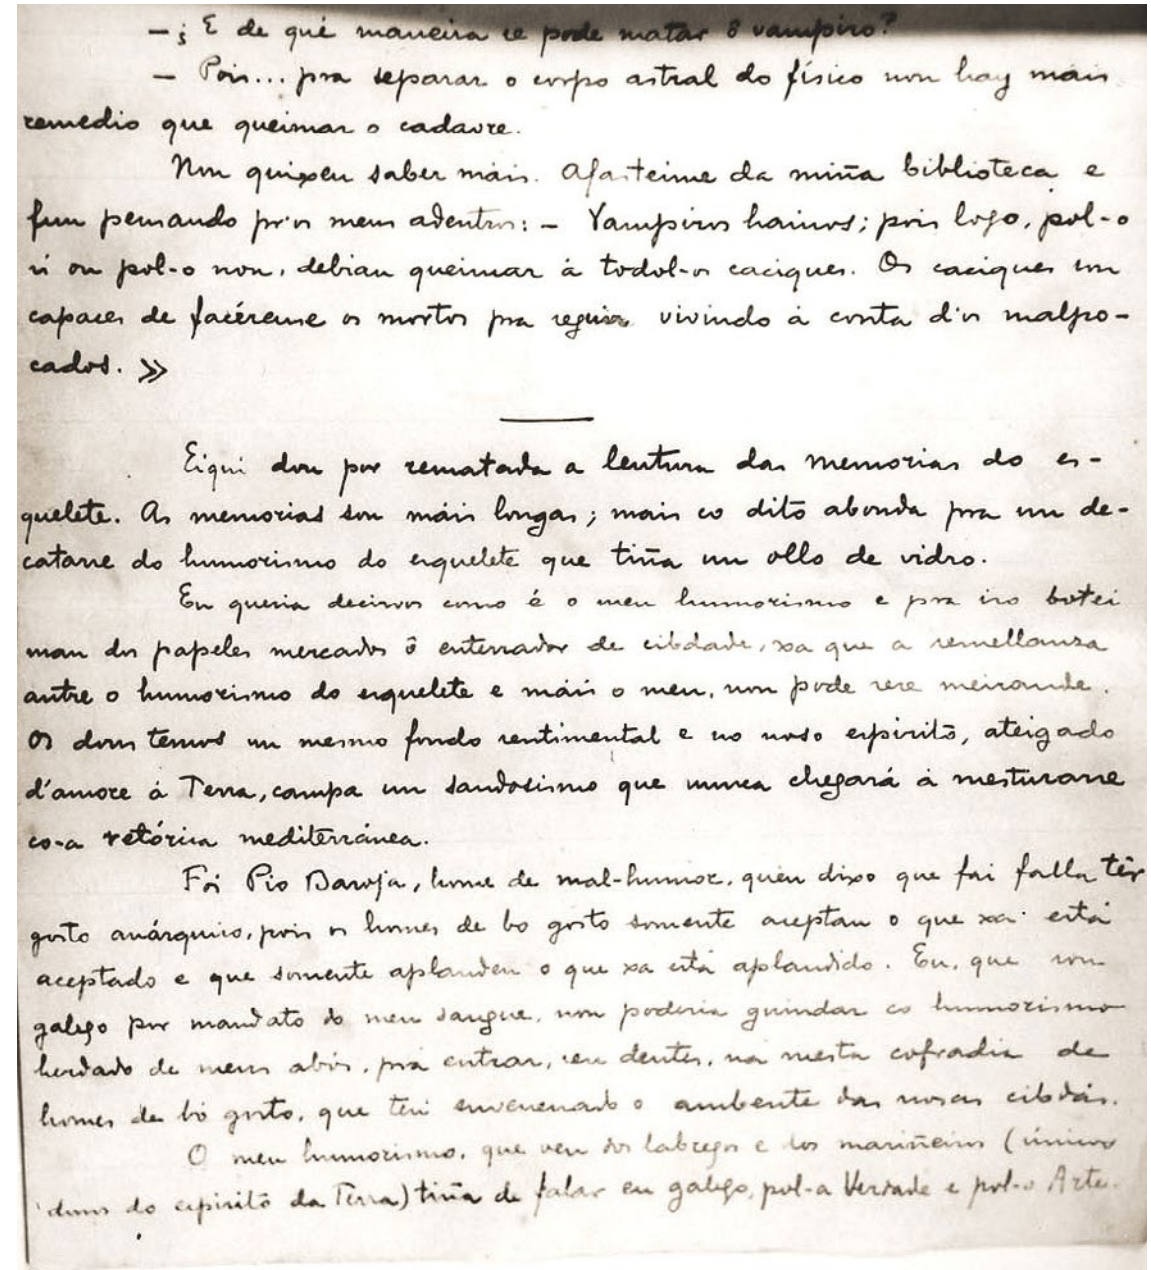 — ¿E de qué maneira se pode matar ô vampiro?
— Pois... pra separar o corpo astral do físico non hay máis
remedio que queimar o cadavre.
Non quixen saber máis. Afasteime da miña biblioteca e
fun pensando pr'os meus adentros: — Vampiros hainos; pois logo, pol-o
si ou pol-o non, debían queimar á todol-os caciques. Os caciques son
capaces de facérense os mortos pra seguir vivindo á conta d'os malpo-
cados. »
Eiquí dou por rematada a leutura das memorias do es-
quelete. As memorias son máis longas; mais co dito abonda pra un de-
catarse do humorismo do esquelete que tiña un ollo de vidro.
Eu quería decirvos como é o meu humorismo e pra iso botei
man dos papeles mercados ô enterrador de cibdade, xa que a semellanza
antre o humorismo do esquelete e máis o meu, non pode sere meirande.
Os dous temos un mesmo fondo sentimental e no noso espírito, ateigado
d'amore á Terra, campa un saudosismo que nunca chegará á mesturarse
co-a retórica mediterránea.
Foi Pío Baroja, home de mal-humor, quen dixo que fai falla tér
gosto anárquico, pois os homes de bo gosto somente aceptan o que xa está
aceptado e que somente aplauden o que xa está aplaudido. Eu, que son
galego por mandato do meu sangue, non podería guindar co humorismo
herdado de meus abós, prá entrar, sen dentes, na mesta cofradía de
homes de bó gosto, que ten envenenado o ambente das nosas cibdás.
O meu humorismo, que ven dos labregos e dos mariñeiros (únicos
donos do espírito da Terra) tiña de falar en galego, pol-a Verdade e pol-o Arte.